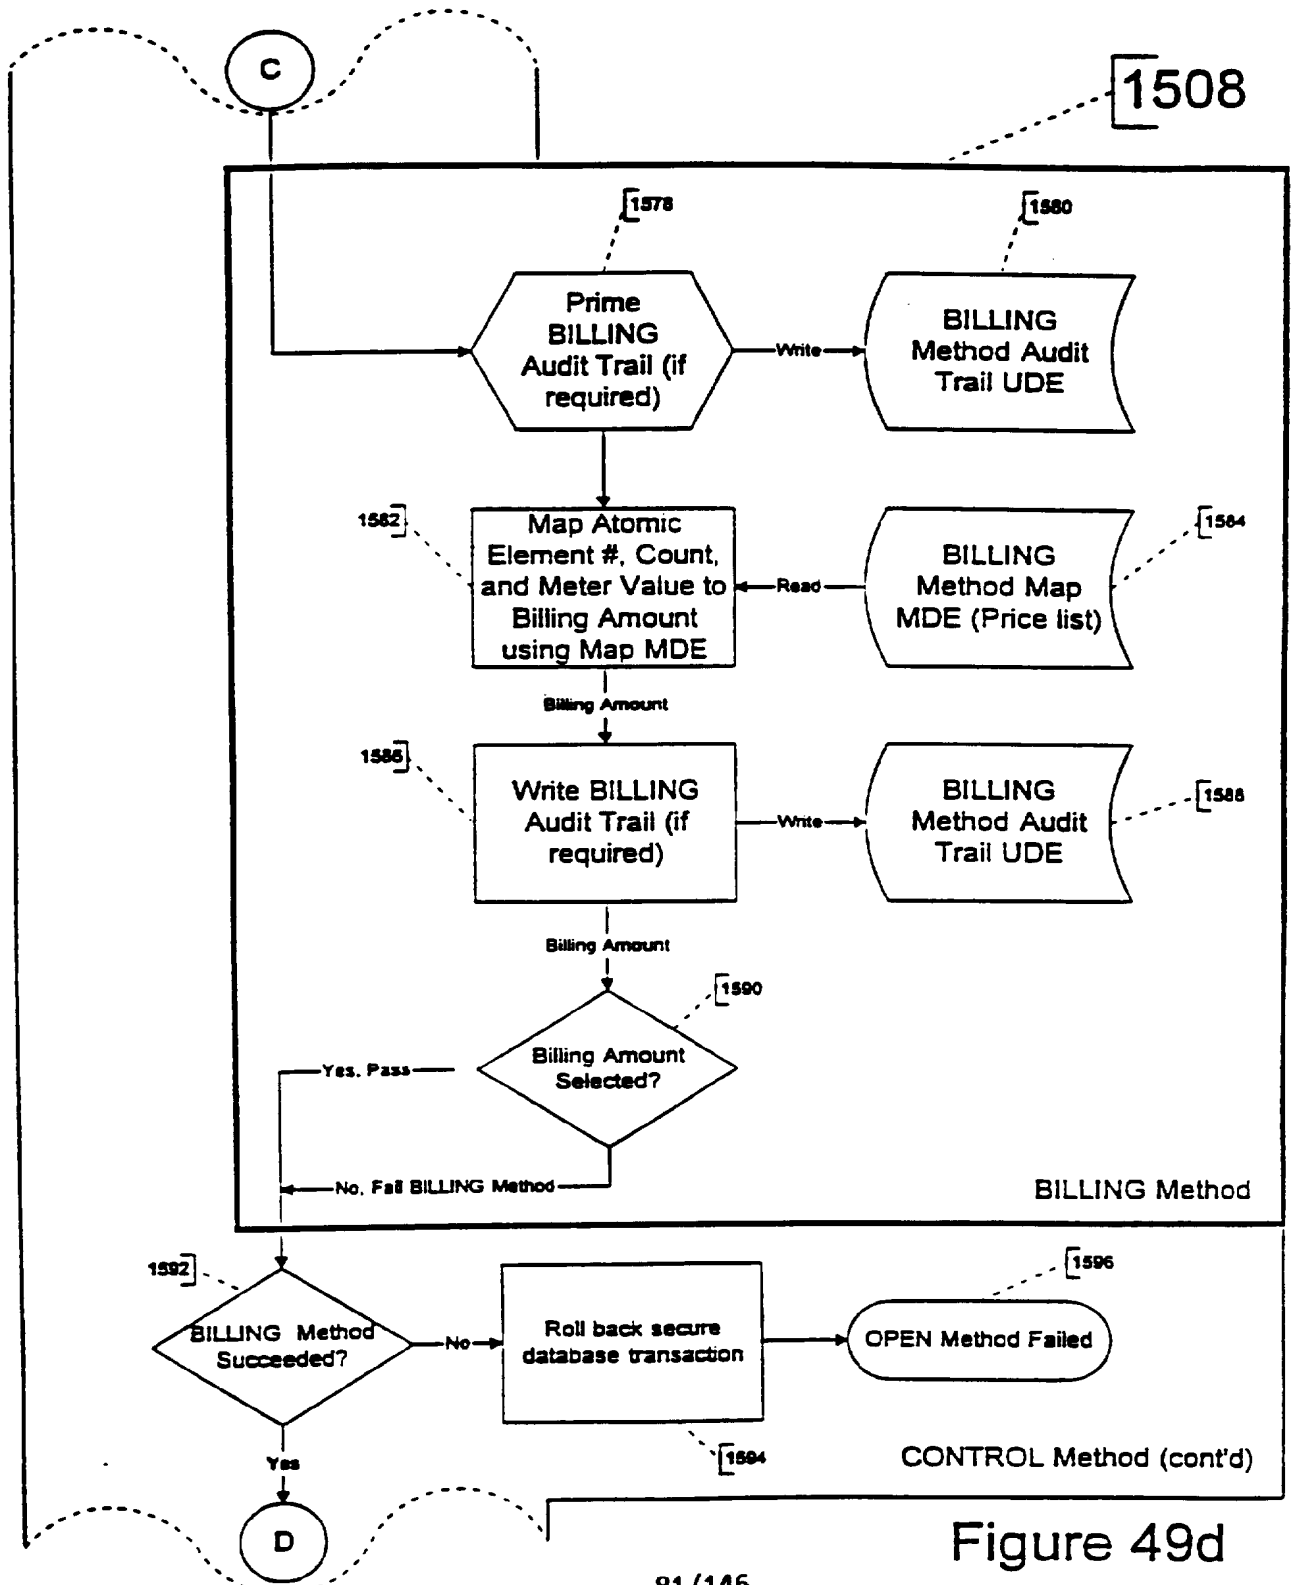 C
1508
1578
1580
Prime
BILLING
Audit Trail (if
required)
Write
BILLING
Method Audit
Trail UDE
1582
Map Atomic
Element #, Count,
and Meter Value to
Billing Amount
using Map MDE
Read
BILLING
Method Map
MDE (Price list)
1584
Billing Amount
1586
Write BILLING
Audit Trail (if
required)
Write
BILLING
Method Audit
Trail UDE
1588
Billing Amount
1590
Billing Amount
Selected?
Yes, Pass
No, Fail BILLING Method
BILLING Method
1592
BILLING Method
Succeeded?
No
Roll back secure
database transaction
1596
OPEN Method Failed
1594
Yes
CONTROL Method (cont'd)
D
Figure 49d
81/146